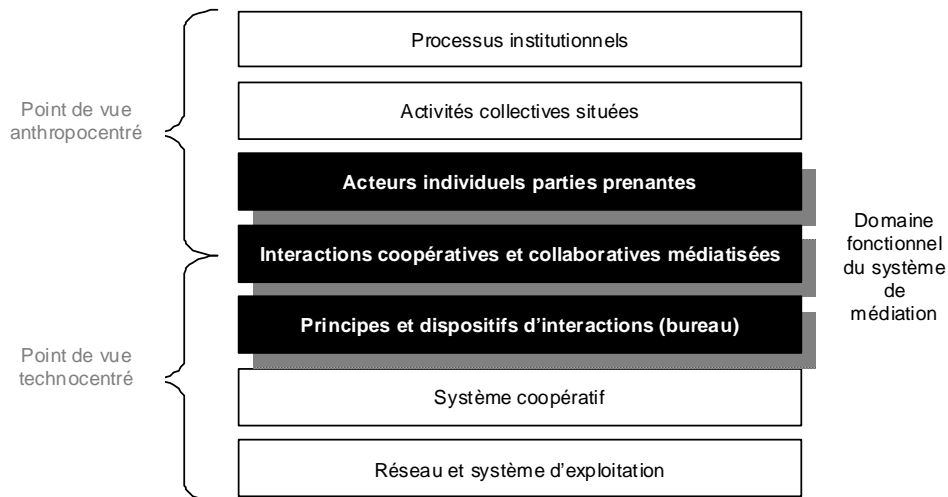 Processus institutionnels
Point de vue
anthropocentré
Activités collectives situées
Acteurs individuels parties prenantes
Interactions coopératives et collaboratives médiatisées
Domaine
fonctionnel
du système
de
médiation
Principes et dispositifs d'interactions (bureau)
Point de vue
technocentré
Système coopératif
Réseau et système d'exploitation